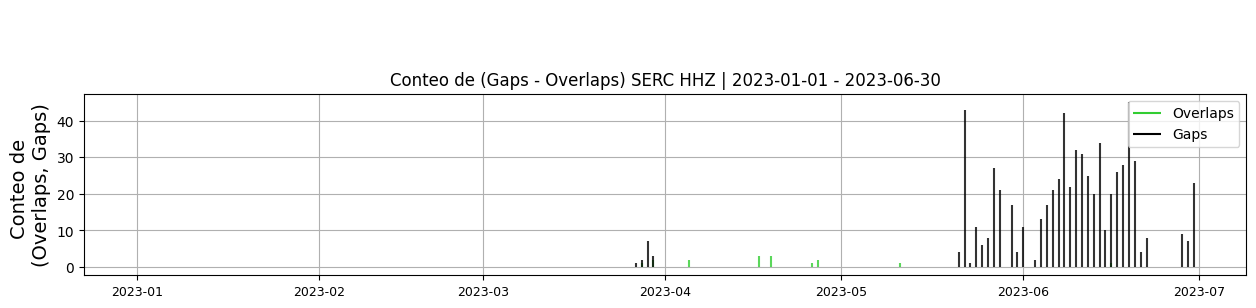 Conteo de (Gaps - Overlaps) SERC HHZ | 2023-01-01 - 2023-06-30
Conteo de
(Overlaps, Gaps)
40
30
20
10
0
Overlaps
Gaps
2023-01
2023-02
2023-03
2023-04
2023-05
2023-06
2023-07